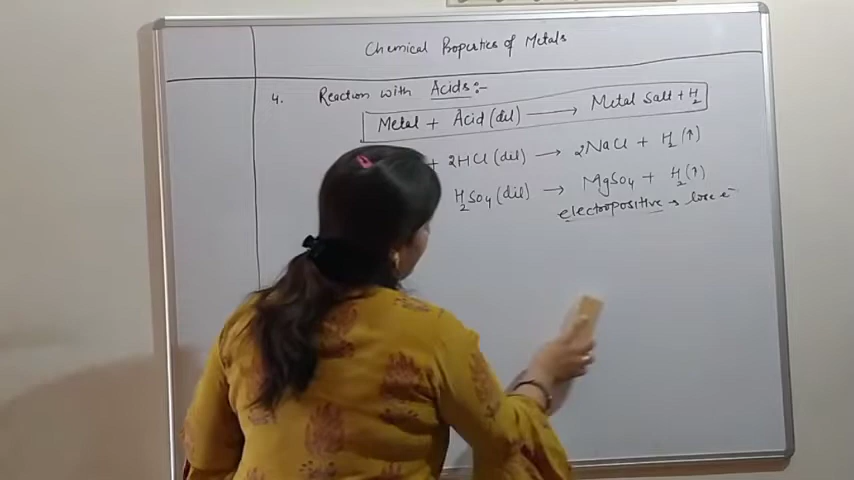 Chemical Properties of Metals
4. Reaction with Acids:-
Metal + Acid (dil) → Metal Salt + H2
+ 2HCl (dil) → 2NaCl + H2 (↑)
H2SO4 (dil) → MgSO4 + H2 (↑)
electropositive → lose e-